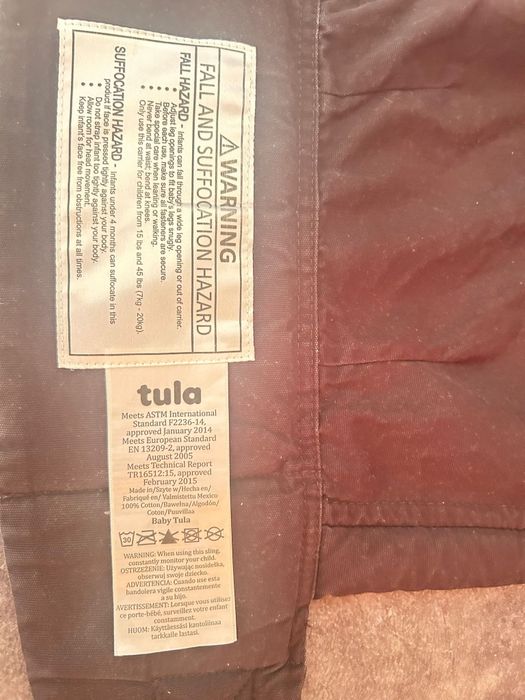 ⚠ WARNING
FALL AND SUFFOCATION HAZARD
FALL HAZARD - Infants can fall through a wide leg opening or out of carrier.
• Adjust leg openings to fit baby's legs snugly.
• Before each use, make sure all fasteners are secure.
• Take special care when leaning or walking.
• Never bend at waist; bend at knees.
• Only use this carrier for children from 15 lbs and 45 lbs (7kg - 20kg).
SUFFOCATION HAZARD - Infants under 4 months can suffocate in this
product if face is pressed tightly against your body.
• Do not strap infant too tightly against your body.
• Allow room for head movement.
• Keep infant's face free from obstructions at all times.
tula
Meets ASTM International
Standard F2236-14,
approved January 2014
Meets European Standard
EN 13209-2, approved
August 2005
Meets Technical Report
TR16512:15, approved
February 2015
Made in/Szyte w/Hecha en/
Fabriqué en/ Valmistettu Mexico
100% Cotton/Bawełna/Algodón/
Coton/Puuvillaa
Baby Tula
30
WARNING: When using this sling,
constantly monitor your child.
OSTRZEŻENIE: Używając nosidełka,
obserwuj swoje dziecko.
ADVERTENCIA: Cuando use esta
bandolera vigile constantemente
a su hijo.
AVERTISSEMENT: Lorsque vous utilisez
ce porte-bébé, surveillez votre enfant
constamment.
HUOM: Käyttäessäsi kantoliinaa
tarkkaile lastasi.